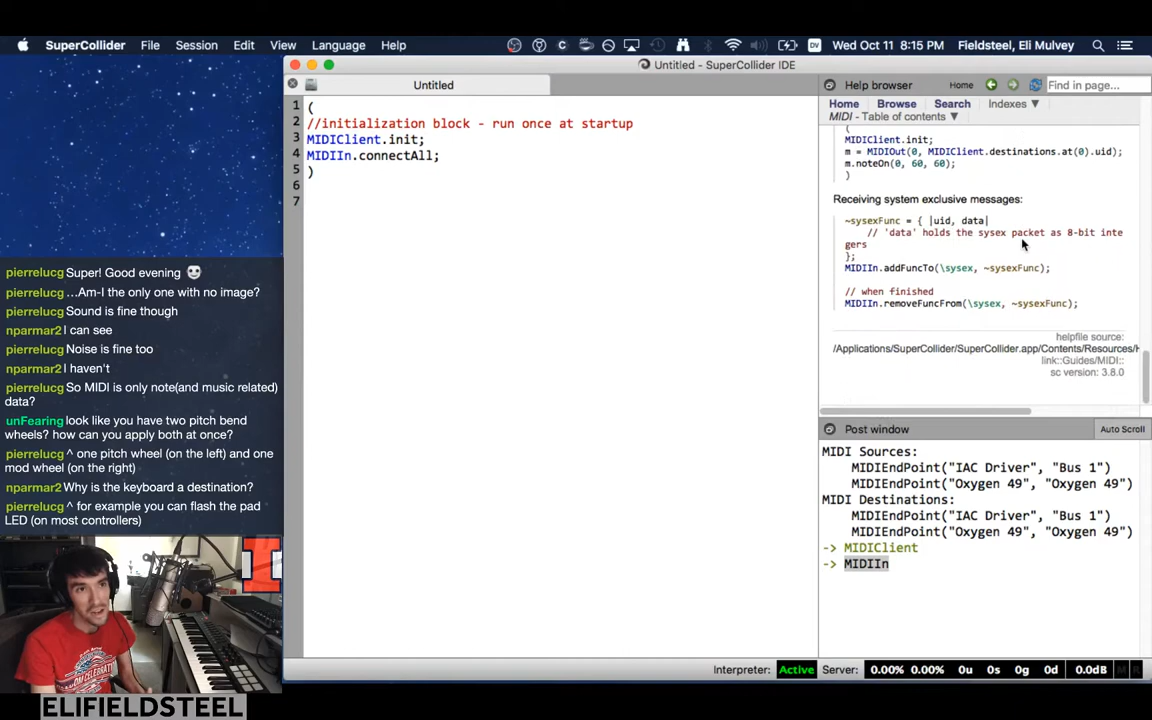 SuperCollider File Session Edit View Language Help
DV Wed Oct 11 8:15 PM Fieldsteel, Eli Mulvey
Untitled - SuperCollider IDE
Untitled
1 (
2 //initialization block - run once at startup
3 MIDIClient.init;
4 MIDIIn.connectAll;
5 )
6
7
Help browser Home Find in page...
Home Browse Search Indexes ▼
MIDI - Table of contents ▼
(
MIDIClient.init;
m = MIDIOut(0, MIDIClient.destinations.at(0).uid);
m.noteOn(0, 60, 60);
)
Receiving system exclusive messages:
~sysexFunc = { |uid, data|
// 'data' holds the sysex packet as 8-bit inte
gers
};
MIDIIn.addFuncTo(\sysex, ~sysexFunc);
// when finished
MIDIIn.removeFuncFrom(\sysex, ~sysexFunc);
helpfile source:
/Applications/SuperCollider/SuperCollider.app/Contents/Resources/H
link::Guides/MIDI::
sc version: 3.8.0
Post window Auto Scroll
MIDI Sources:
MIDIEndPoint("IAC Driver", "Bus 1")
MIDIEndPoint("Oxygen 49", "Oxygen 49")
MIDI Destinations:
MIDIEndPoint("IAC Driver", "Bus 1")
MIDIEndPoint("Oxygen 49", "Oxygen 49")
-> MIDIClient
-> MIDIIn
Interpreter: Active Server: 0.00% 0.00% 0u 0s 0g 0d 0.0dB M R
pierrelucg Super! Good evening
pierrelucg …Am-I the only one with no image?
pierrelucg Sound is fine though
nparmar2 I can see
pierrelucg Noise is fine too
nparmar2 I haven't
pierrelucg So MIDI is only note(and music related)
data?
unFearing look like you have two pitch bend
wheels? how can you apply both at once?
pierrelucg ^ one pitch wheel (on the left) and one
mod wheel (on the right)
nparmar2 Why is the keyboard a destination?
pierrelucg ^ for example you can flash the pad
LED (on most controllers)
ELIFIELDSTEEL